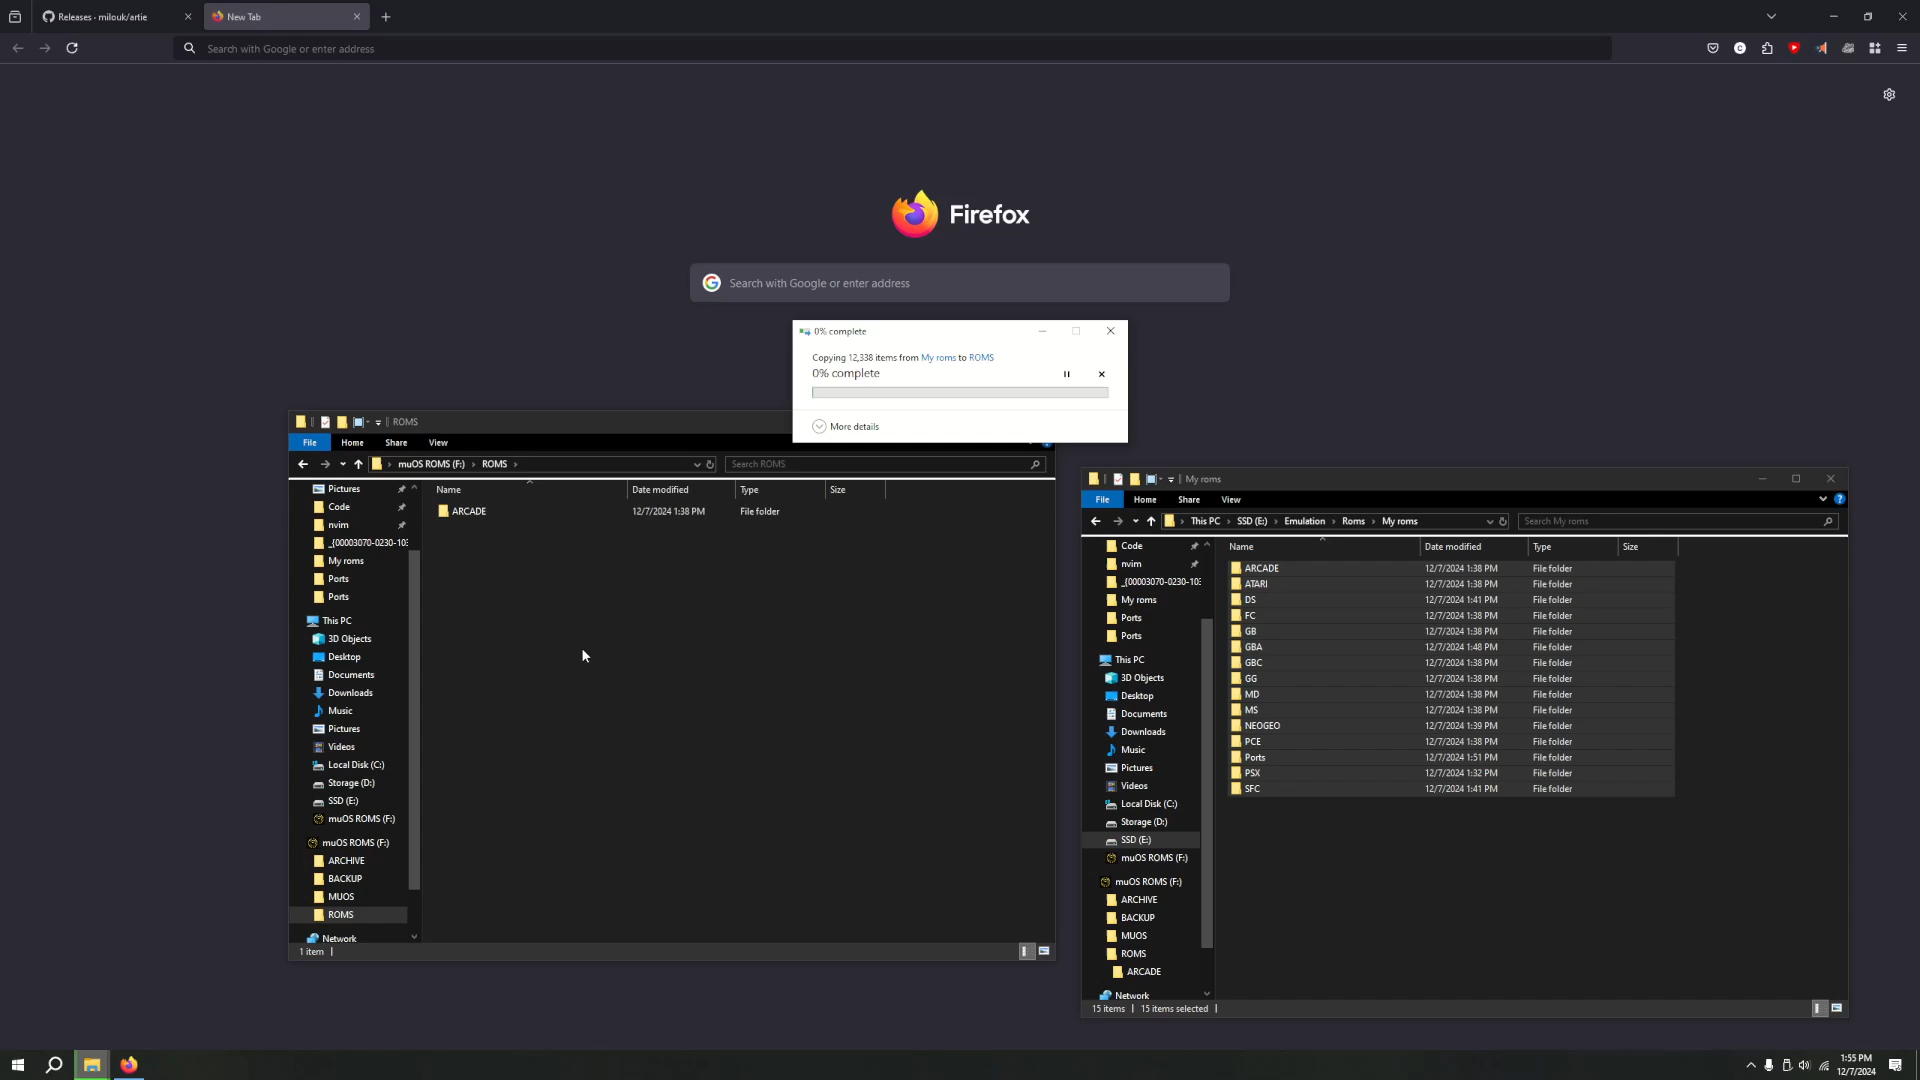 Releases · milouk/artie
New Tab
Search with Google or enter address
Firefox
Search with Google or enter address
0% complete
Copying 12,338 items from My roms to ROMS
0% complete
More details
ROMS
File Home Share View
muOS ROMS (F:) ROMS
Search ROMS
Pictures
Code
nvim
_{00003070-0230-103
My roms
Ports
Ports
This PC
3D Objects
Desktop
Documents
Downloads
Music
Pictures
Videos
Local Disk (C:)
Storage (D:)
SSD (E:)
muOS ROMS (F:)
muOS ROMS (F:)
ARCHIVE
BACKUP
MUOS
ROMS
Network
Name Date modified Type Size
ARCADE 12/7/2024 1:38 PM File folder
1 item
My roms
File Home Share View
This PC SSD (E:) Emulation Roms My roms
Search My roms
Code
nvim
_{00003070-0230-103
My roms
Ports
Ports
This PC
3D Objects
Desktop
Documents
Downloads
Music
Pictures
Videos
Local Disk (C:)
Storage (D:)
SSD (E:)
muOS ROMS (F:)
muOS ROMS (F:)
ARCHIVE
BACKUP
MUOS
ROMS
ARCADE
Network
Name Date modified Type Size
ARCADE 12/7/2024 1:38 PM File folder
ATARI 12/7/2024 1:38 PM File folder
DS 12/7/2024 1:41 PM File folder
FC 12/7/2024 1:38 PM File folder
GB 12/7/2024 1:38 PM File folder
GBA 12/7/2024 1:48 PM File folder
GBC 12/7/2024 1:38 PM File folder
GG 12/7/2024 1:38 PM File folder
MD 12/7/2024 1:38 PM File folder
MS 12/7/2024 1:38 PM File folder
NEOGEO 12/7/2024 1:39 PM File folder
PCE 12/7/2024 1:38 PM File folder
Ports 12/7/2024 1:51 PM File folder
PSX 12/7/2024 1:32 PM File folder
SFC 12/7/2024 1:41 PM File folder
15 items 15 items selected
1:55 PM
12/7/2024